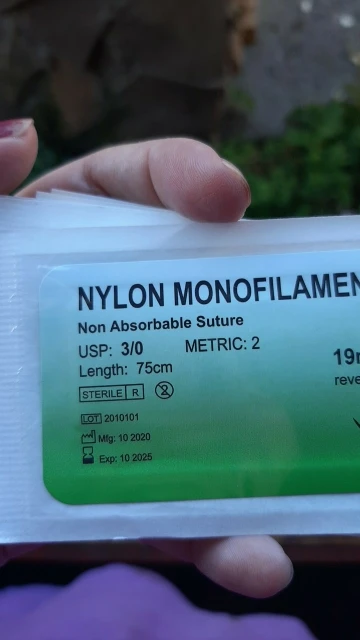 NYLON MONOFILAMEN
Non Absorbable Suture
USP: 3/0 METRIC: 2
Length: 75cm
STERILE R
LOT 2010101
Mfg: 10 2020
Exp: 10 2025
19
reve